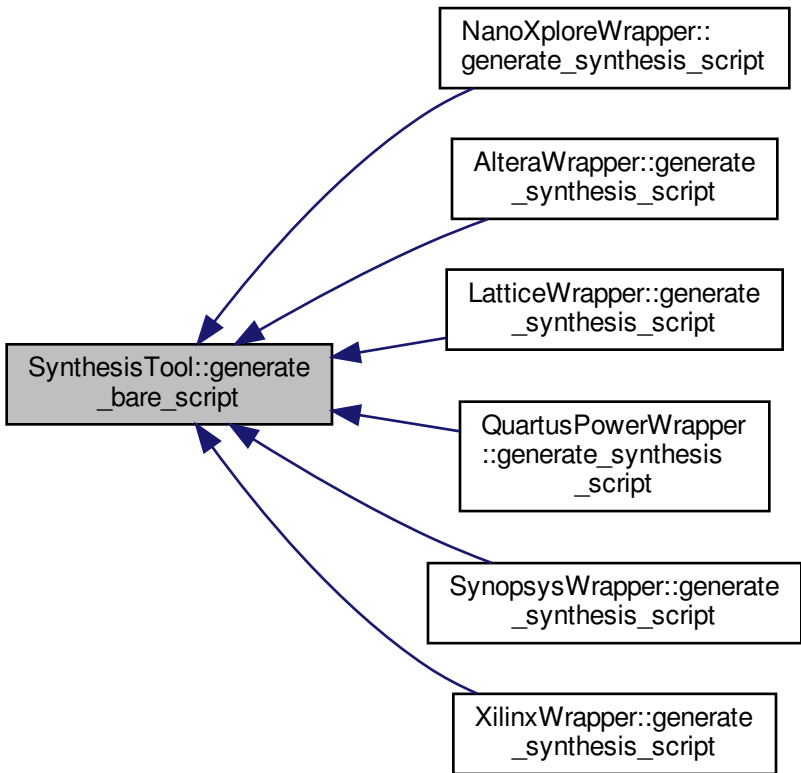 NanoXploreWrapper::
generate_synthesis_script
AlteraWrapper::generate
_synthesis_script
LatticeWrapper::generate
_synthesis_script
SynthesisTool::generate
_bare_script
QuartusPowerWrapper
::generate_synthesis
_script
SynopsysWrapper::generate
_synthesis_script
XilinxWrapper::generate
_synthesis_script